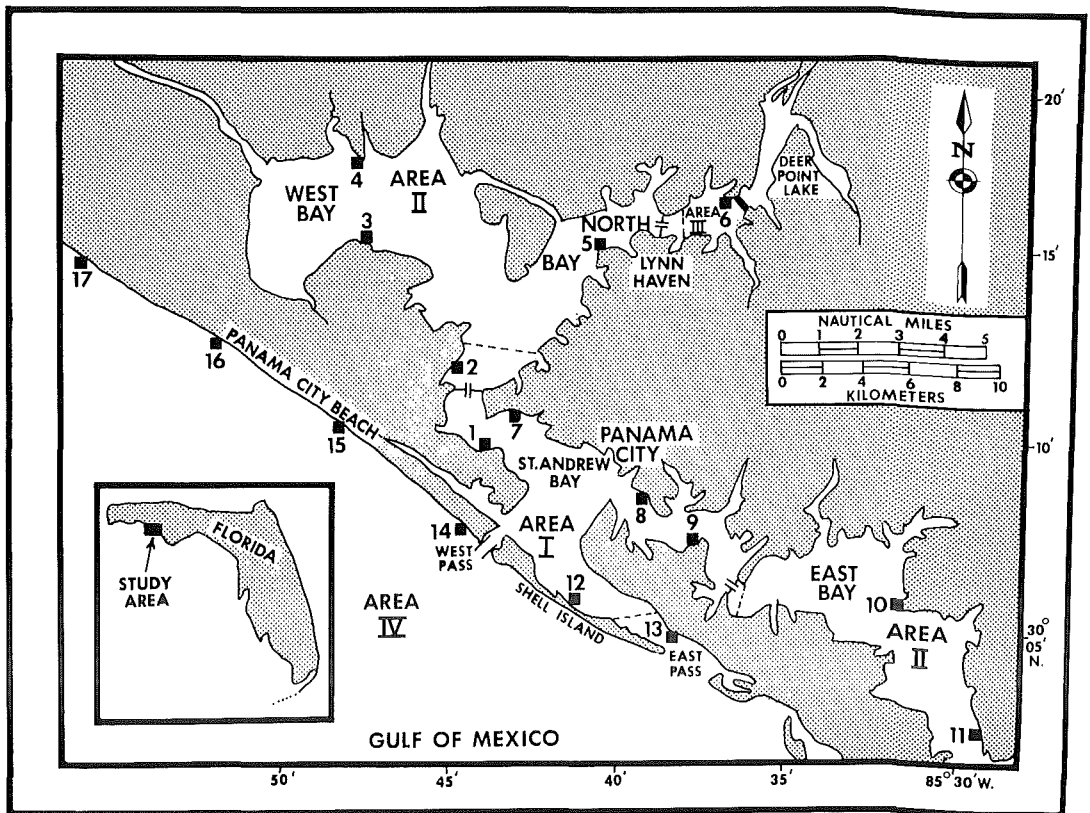 20'
N
DEER
POINT
LAKE
4
WEST
BAY
AREA
II
3
NORTH
BAY
5
AREA
III
6
LYNN
HAVEN
15'
17
NAUTICAL MILES
0 1 2 3 4 5
0 2 4 6 8 10
KILOMETERS
16
PANAMA CITY BEACH
2
15
1
7
PANAMA
CITY
10'
ST. ANDREW
BAY
8
9
14
WEST
PASS
AREA
I
12
SHELL ISLAND
13
EAST
PASS
EAST
BAY
10
AREA
II
30°
05'
N.
11
FLORIDA
STUDY
AREA
AREA
IV
GULF OF MEXICO
50'
45'
40'
35'
85° 30' W.